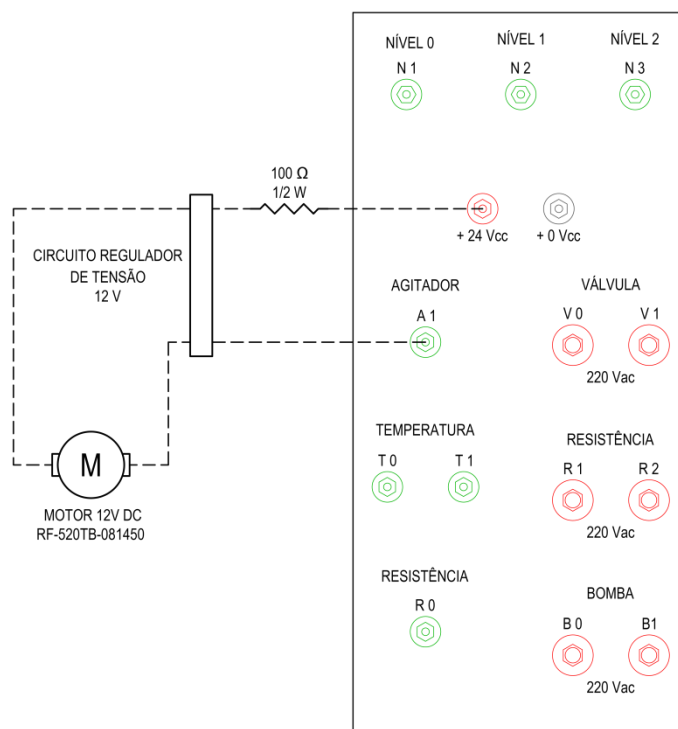 NÍVEL 0
NÍVEL 1
NÍVEL 2
N 1
N 2
N 3
100 Ω
1/2 W
+ 24 Vcc
+ 0 Vcc
CIRCUITO REGULADOR
DE TENSÃO
12 V
AGITADOR
A 1
VÁLVULA
V 0
V 1
220 Vac
TEMPERATURA
T 0
T 1
RESISTÊNCIA
R 1
R 2
220 Vac
M
MOTOR 12V DC
RF-520TB-081450
RESISTÊNCIA
R 0
BOMBA
B 0
B1
220 Vac